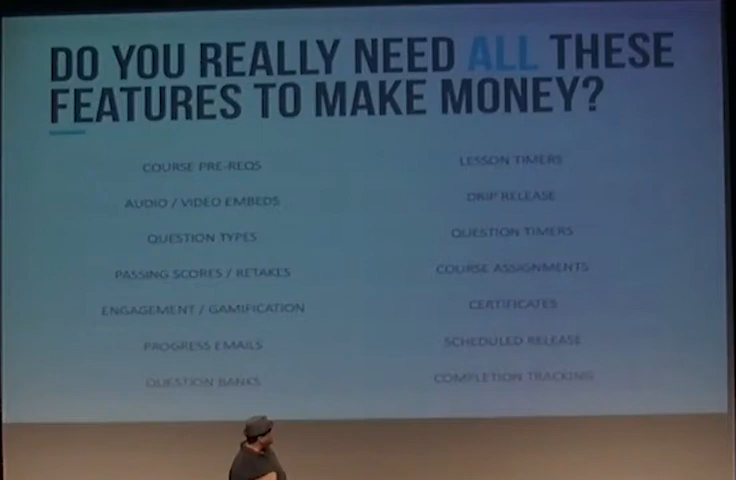 DO YOU REALLY NEED ALL THESE
FEATURES TO MAKE MONEY?
COURSE PRE-REQS
AUDIO / VIDEO EMBEDS
QUESTION TYPES
PASSING SCORES / RETAKES
ENGAGEMENT / GAMIFICATION
PROGRESS EMAILS
QUESTION BANKS
LESSON TIMERS
DRIP RELEASE
QUESTION TIMERS
COURSE ASSIGNMENTS
CERTIFICATES
SCHEDULED RELEASE
COMPLETION TRACKING